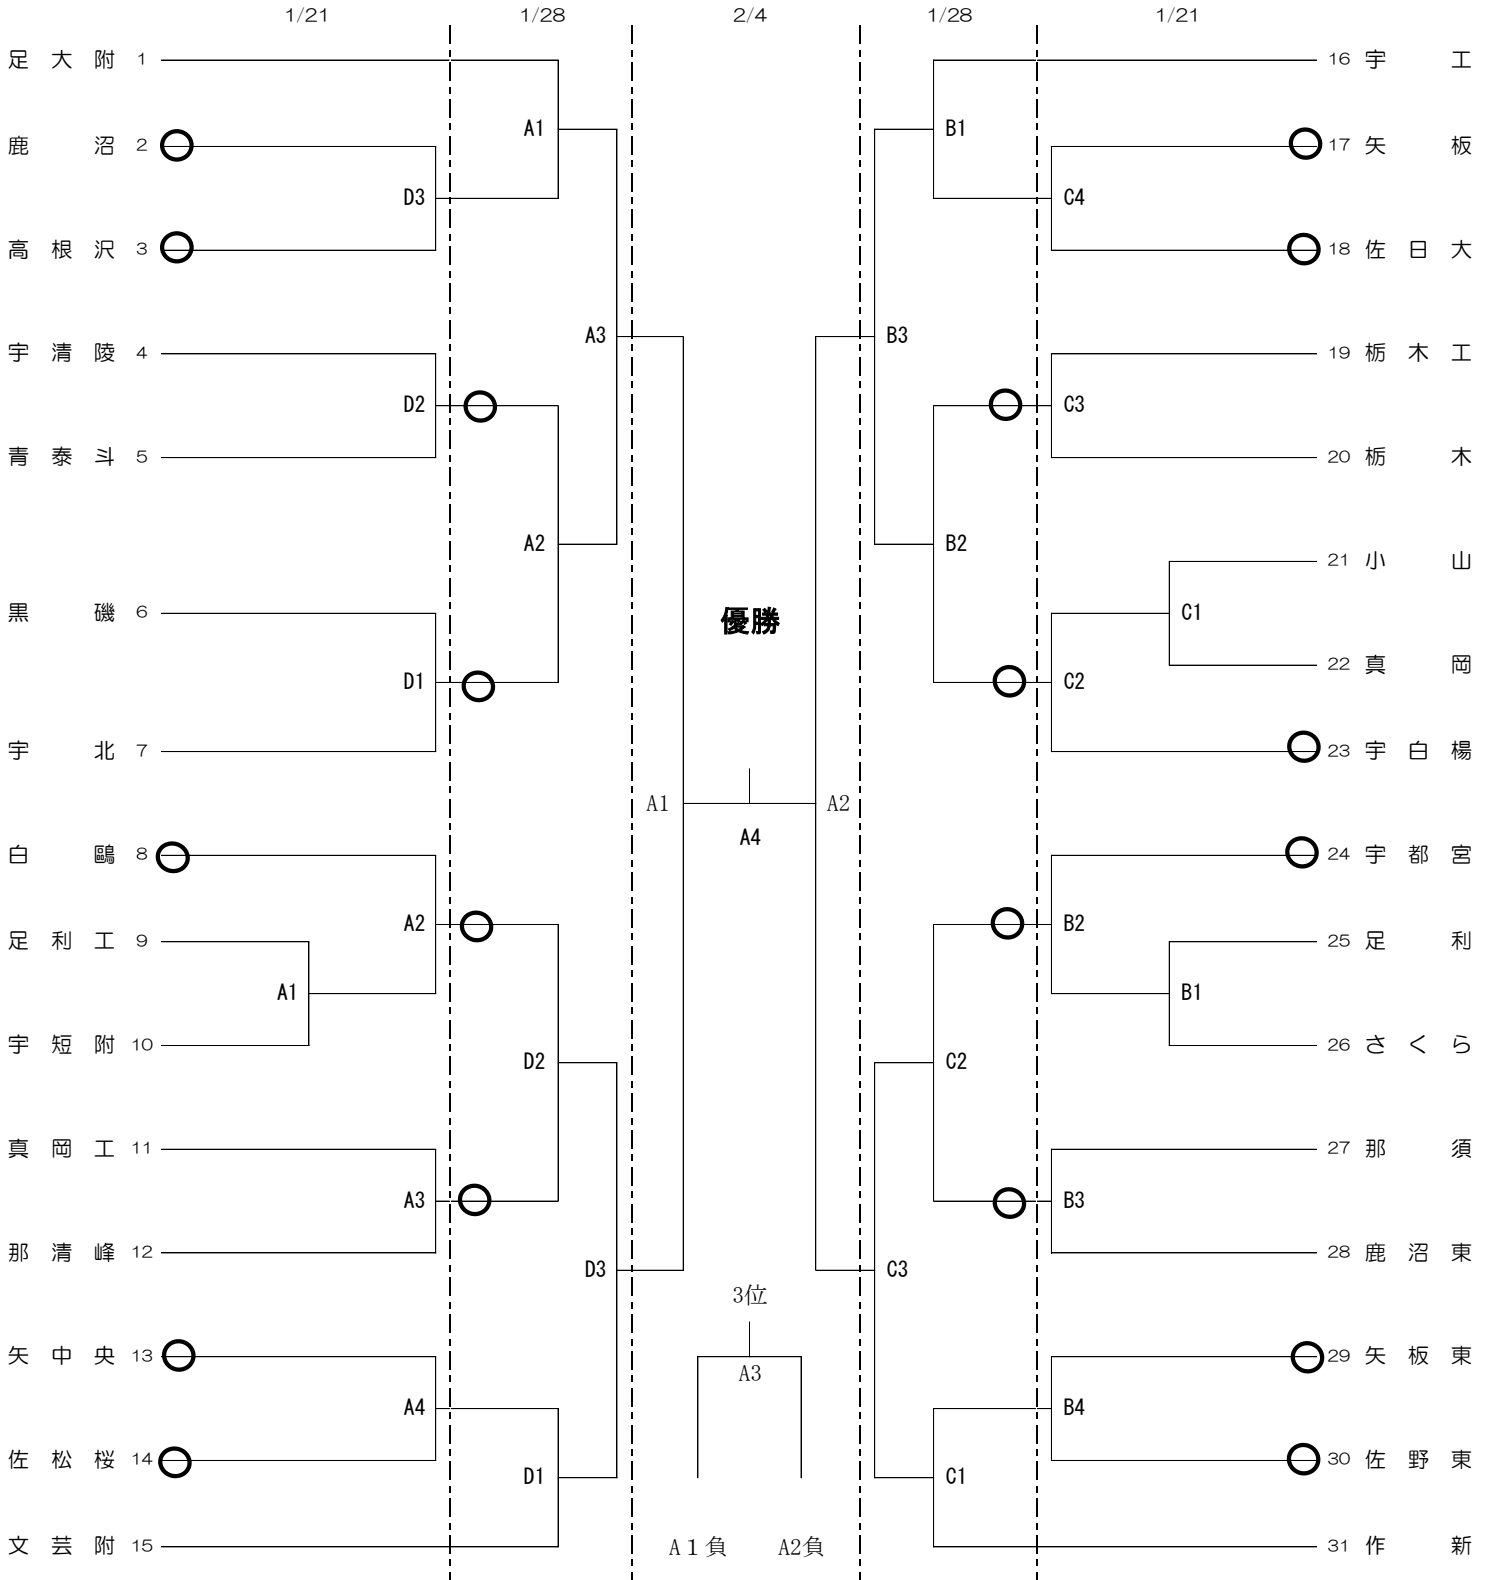 1/21 1/28 2/4 1/28 1/21
足大附 1 16 宇工
A1 B1
鹿沼 2 17 矢板
D3 C4
高根沢 3 18 佐日大
A3 B3
宇清陵 4 19 栃木工
D2 C3
青泰斗 5 20 栃木
A2 B2
21 小山
黒磯 6 優勝 C1
22 真岡
D1 C2
宇北 7 23 宇白楊
A1 A2
A4
白鷗 8 24 宇都宮
A2 B2
足利工 9 25 足利
A1 B1
宇短附 10 26 さくら
D2 C2
真岡工 11 27 那須
A3 B3
那清峰 12 28 鹿沼東
D3 C3
3位
矢中央 13 29 矢板東
A3
A4 B4
佐松桜 14 30 佐野東
D1 C1
文芸附 15 A1負 A2負 31 作新